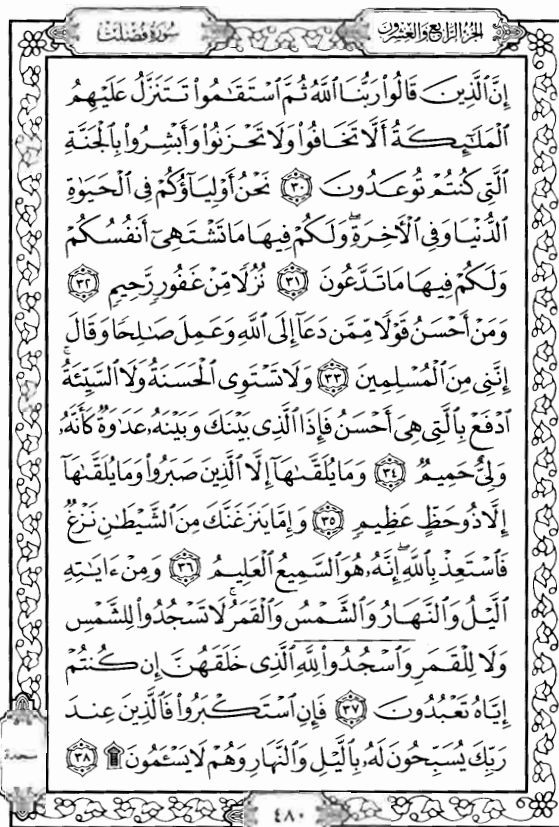 الجزء الرابع والعشرون
سورة فصلت
إِنَّ ٱلَّذِينَ قَالُوا۟ رَبُّنَا ٱللَّهُ ثُمَّ ٱسْتَقَٰمُوا۟ تَتَنَزَّلُ عَلَيْهِمُ
ٱلْمَلَٰٓئِكَةُ أَلَّا تَخَافُوا۟ وَلَا تَحْزَنُوا۟ وَأَبْشِرُوا۟ بِٱلْجَنَّةِ
ٱلَّتِى كُنتُمْ تُوعَدُونَ ٣٠ نَحْنُ أَوْلِيَآؤُكُمْ فِى ٱلْحَيَوٰةِ
ٱلدُّنْيَا وَفِى ٱلْءَاخِرَةِ ۖ وَلَكُمْ فِيهَا مَا تَشْتَهِىٓ أَنفُسُكُمْ
وَلَكُمْ فِيهَا مَا تَدَّعُونَ ٣١ نُزُلًا مِّنْ غَفُورٍ رَّحِيمٍ ٣٢
وَمَنْ أَحْسَنُ قَوْلًا مِّمَّن دَعَآ إِلَى ٱللَّهِ وَعَمِلَ صَٰلِحًا وَقَالَ
إِنَّنِى مِنَ ٱلْمُسْلِمِينَ ٣٣ وَلَا تَسْتَوِى ٱلْحَسَنَةُ وَلَا ٱلسَّيِّئَةُ ۚ
ٱدْفَعْ بِٱلَّتِى هِىَ أَحْسَنُ فَإِذَا ٱلَّذِى بَيْنَكَ وَبَيْنَهُۥ عَدَٰوَةٌ كَأَنَّهُۥ
وَلِىٌّ حَمِيمٌ ٣٤ وَمَا يُلَقَّىٰهَآ إِلَّا ٱلَّذِينَ صَبَرُوا۟ وَمَا يُلَقَّىٰهَآ
إِلَّا ذُو حَظٍّ عَظِيمٍ ٣٥ وَإِمَّا يَنزَغَنَّكَ مِنَ ٱلشَّيْطَٰنِ نَزْغٌ
فَٱسْتَعِذْ بِٱللَّهِ ۖ إِنَّهُۥ هُوَ ٱلسَّمِيعُ ٱلْعَلِيمُ ٣٦ وَمِنْ ءَايَٰتِهِ
ٱلَّيْلُ وَٱلنَّهَارُ وَٱلشَّمْسُ وَٱلْقَمَرُ ۚ لَا تَسْجُدُوا۟ لِلشَّمْسِ
وَلَا لِلْقَمَرِ وَٱسْجُدُوا۟ لِلَّهِ ٱلَّذِى خَلَقَهُنَّ إِن كُنتُمْ
إِيَّاهُ تَعْبُدُونَ ٣٧ فَإِنِ ٱسْتَكْبَرُوا۟ فَٱلَّذِينَ عِندَ
رَبِّكَ يُسَبِّحُونَ لَهُۥ بِٱلَّيْلِ وَٱلنَّهَارِ وَهُمْ لَا يَسْـَٔمُونَ ۩ ٣٨
سجدة
٤٨٠